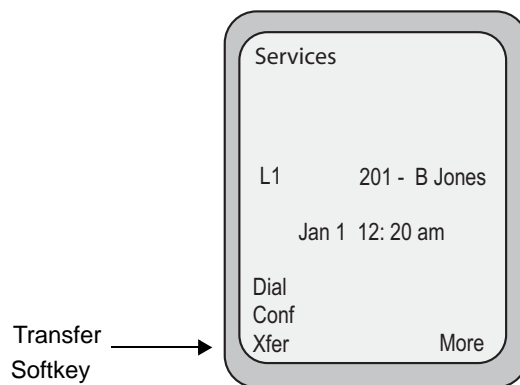 Services
L1 201 - B Jones
Jan 1 12: 20 am
Dial
Conf
Xfer More
Transfer
Softkey